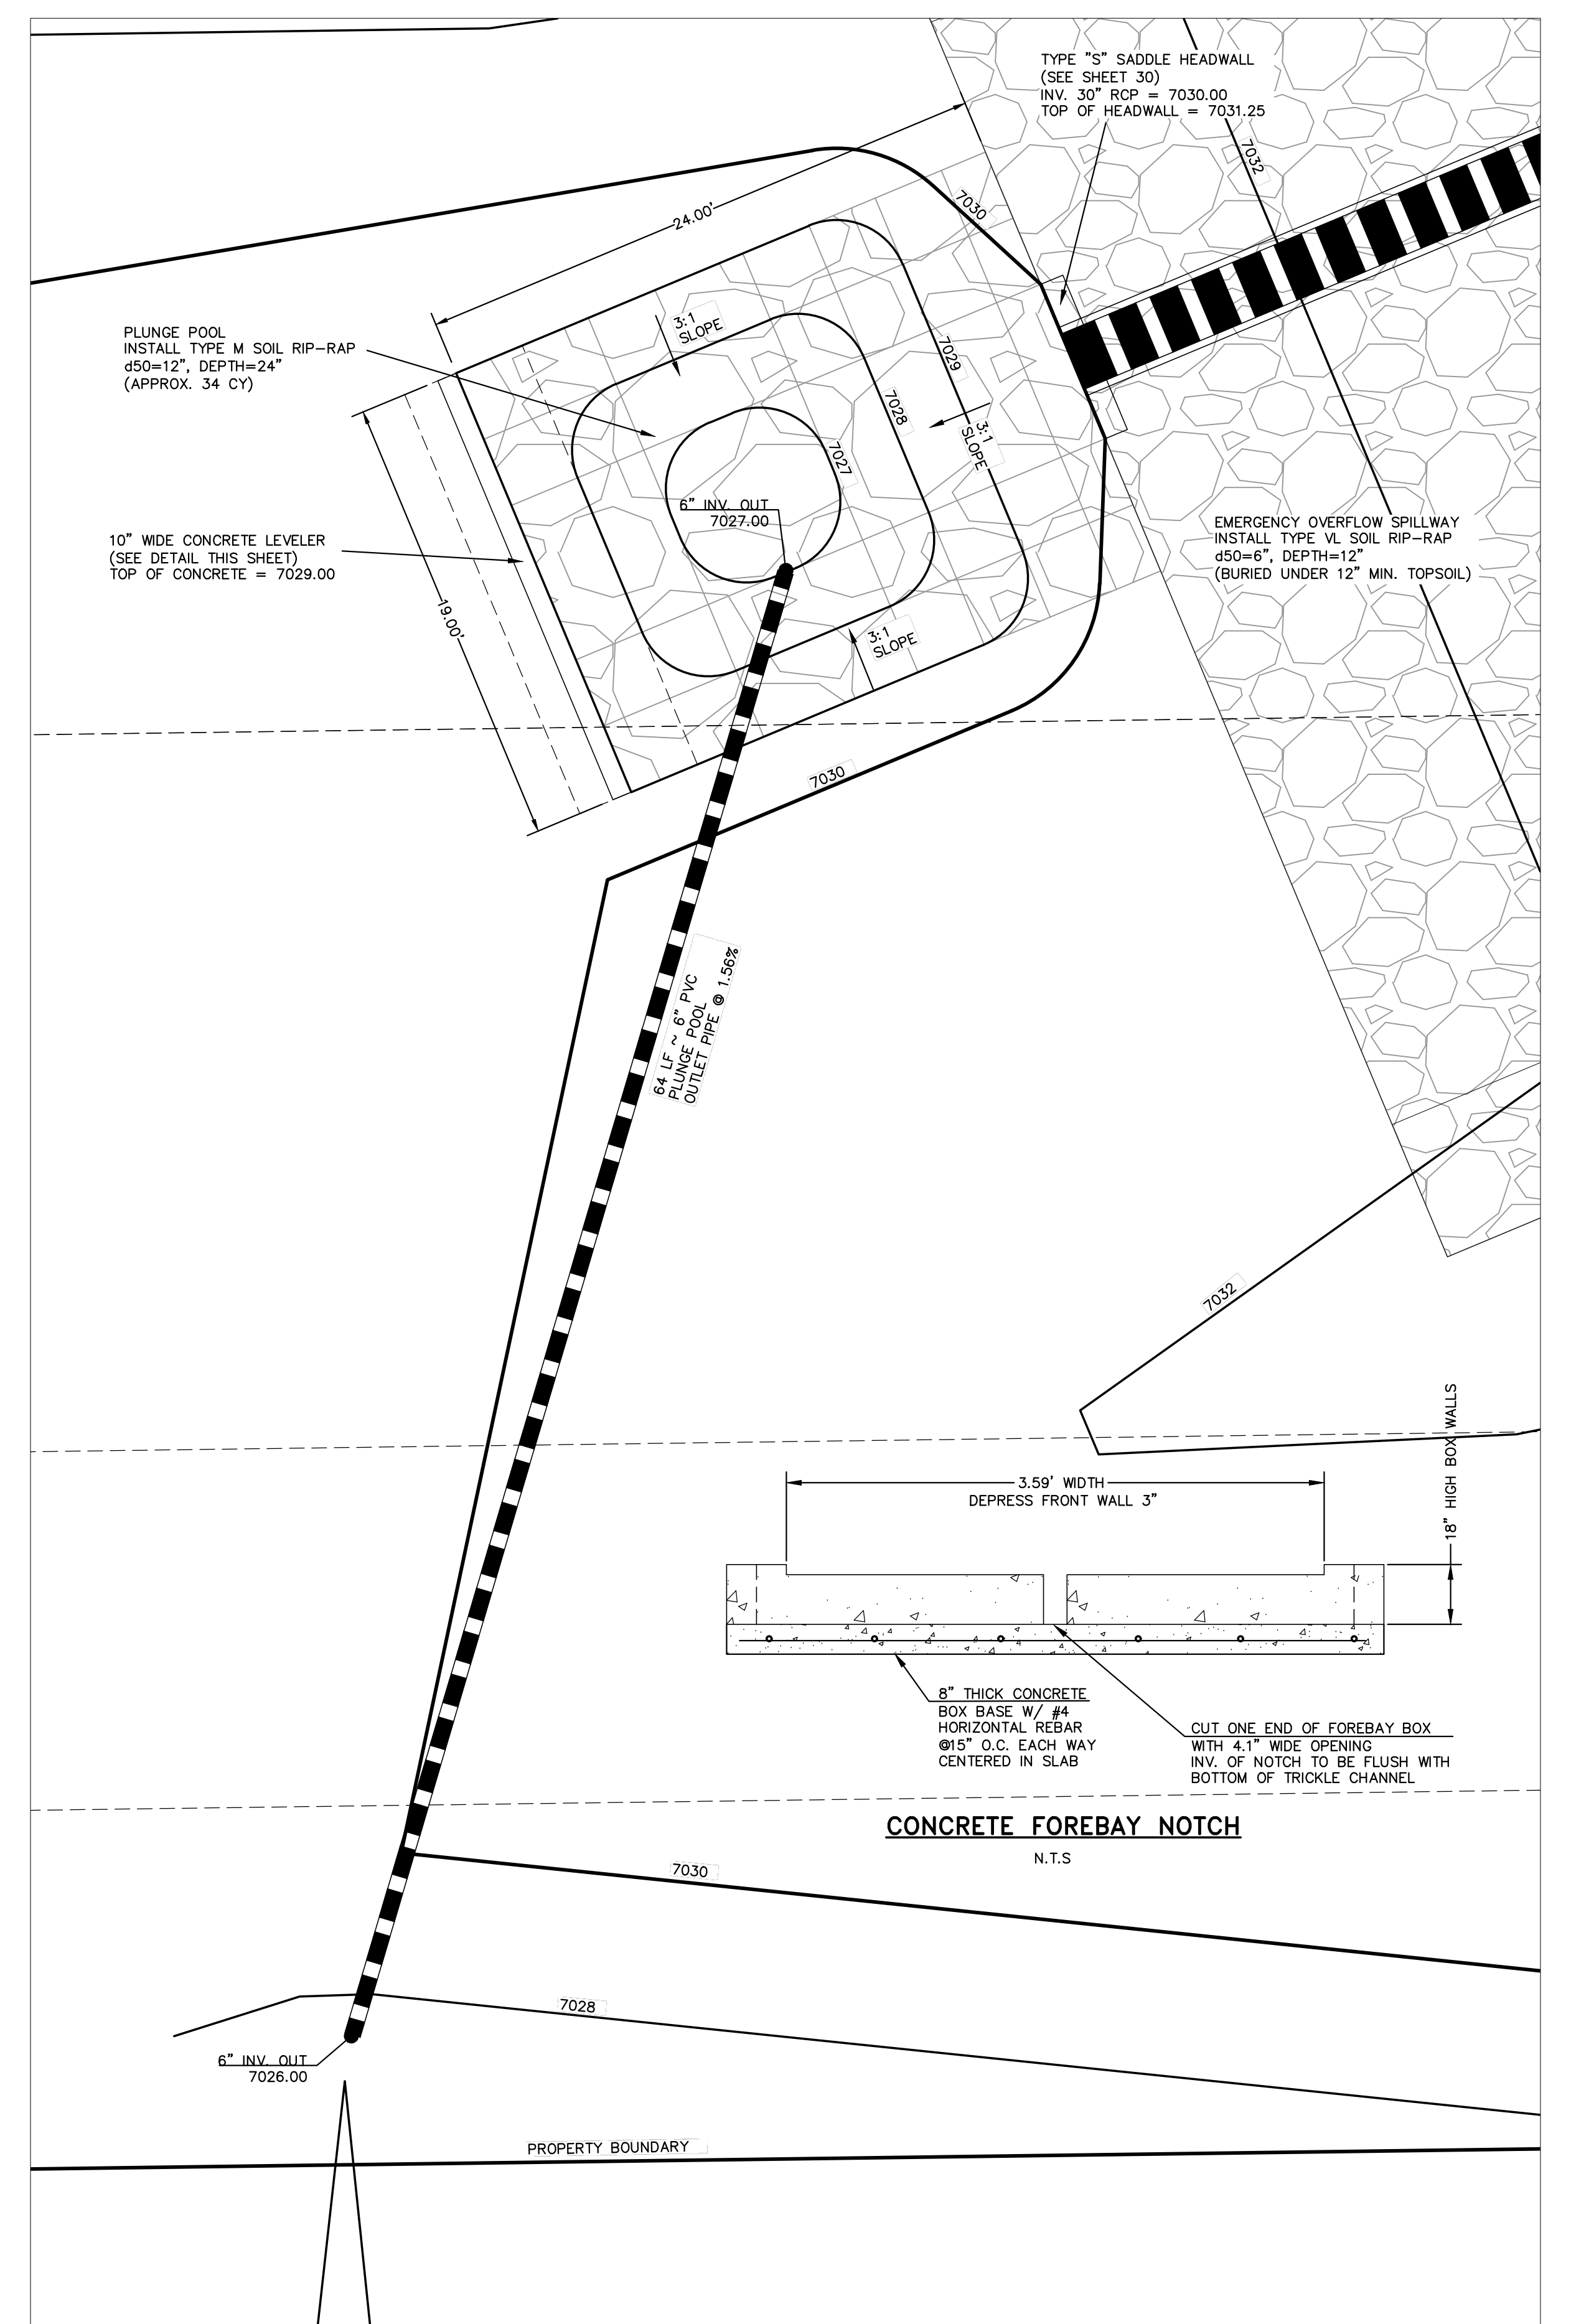 TYPE "S" SADDLE HEADWALL
(SEE SHEET 30)
INV. 30" RCP = 7030.00
TOP OF HEADWALL = 7031.25
7032
7030
24.00'
3:1
SLOPE
PLUNGE POOL
INSTALL TYPE M SOIL RIP-RAP
d50=12", DEPTH=24"
(APPROX. 34 CY)
7029
7028
3:1
SLOPE
7027
6" INV. OUT
7027.00
10" WIDE CONCRETE LEVELER
(SEE DETAIL THIS SHEET)
TOP OF CONCRETE = 7029.00
EMERGENCY OVERFLOW SPILLWAY
INSTALL TYPE VL SOIL RIP-RAP
d50=6", DEPTH=12"
(BURIED UNDER 12" MIN. TOPSOIL)
19.00'
3:1
SLOPE
7030
64 LF ~ 6" PVC
PLUNGE POOL
OUTLET PIPE @ 1.56%
7032
3.59' WIDTH
DEPRESS FRONT WALL 3"
18" HIGH BOX WALLS
8" THICK CONCRETE
BOX BASE W/ #4
HORIZONTAL REBAR
@15" O.C. EACH WAY
CENTERED IN SLAB
CUT ONE END OF FOREBAY BOX
WITH 4.1" WIDE OPENING
INV. OF NOTCH TO BE FLUSH WITH
BOTTOM OF TRICKLE CHANNEL
CONCRETE FOREBAY NOTCH
N.T.S
7030
7028
6" INV. OUT
7026.00
PROPERTY BOUNDARY